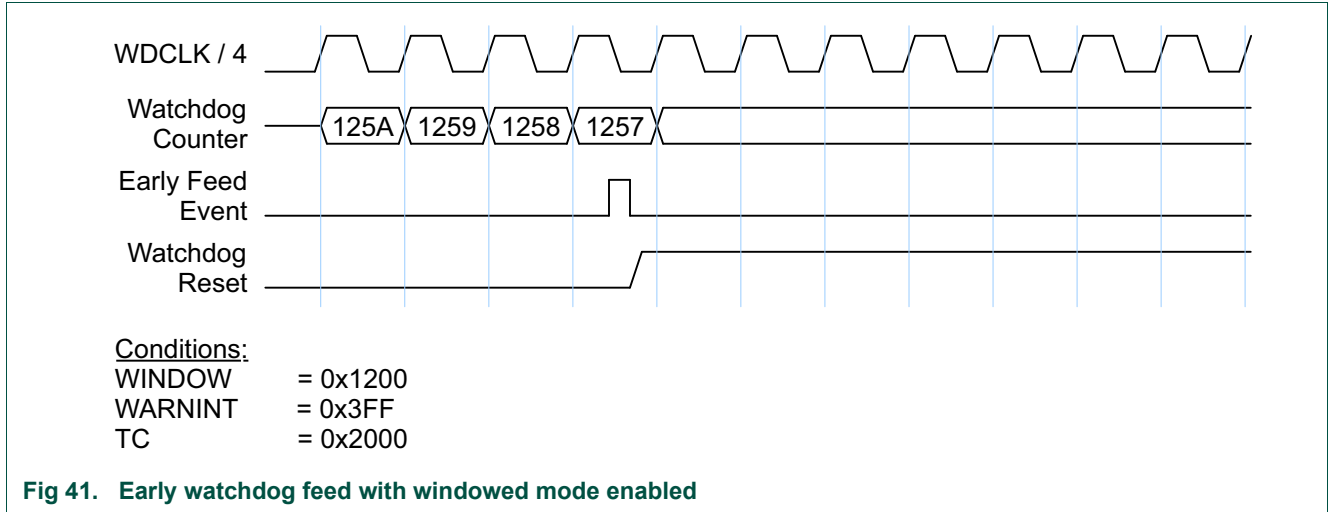 WDCLK / 4
Watchdog
Counter
125A 1259 1258 1257
Early Feed
Event
Watchdog
Reset
Conditions:
WINDOW = 0x1200
WARNINT = 0x3FF
TC = 0x2000
Fig 41. Early watchdog feed with windowed mode enabled